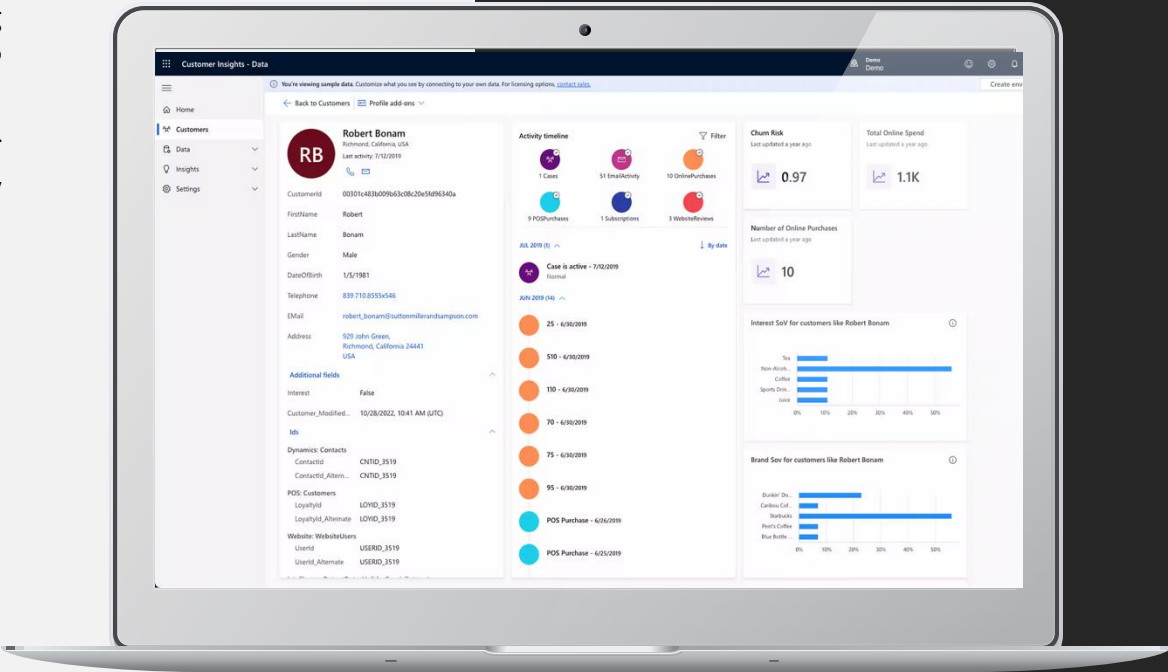 Customer Insights - Data
Demo
Demo
You're viewing sample data. Customize what you see by connecting to your own data. For licensing options, contact sales.
Create env
Home
Customers
Data
Insights
Settings
Back to Customers
Profile add-ons
RB
Robert Bonam
Richmond, California, USA
Last activity: 7/12/2019
CustomerId 00301c483b009b63c08c20e5fd96340a
FirstName Robert
LastName Bonam
Gender Male
DateOfBirth 1/5/1981
Telephone 839.710.8555x546
EMail robert_bonam@suttonmillerandsampson.com
Address 929 John Green,
Richmond, California 24441
USA
Additional fields
Interest False
Customer_Modified... 10/28/2022, 10:41 AM (UTC)
Ids
Dynamics: Contacts
ContactId CNTID_3519
ContactId_Altern... CNTID_3519
POS: Customers
LoyaltyId LOYID_3519
LoyaltyId_Alternate LOYID_3519
Website: WebsiteUsers
UserId USERID_3519
UserId_Alternate USERID_3519
Activity timeline
Filter
1 Cases
51 EmailActivity
10 OnlinePurchases
9 POSPurchases
1 Subscriptions
3 WebsiteReviews
JUL 2019 (1)
By date
Case is active - 7/12/2019
Normal
JUN 2019 (14)
25 - 6/30/2019
510 - 6/30/2019
110 - 6/30/2019
70 - 6/30/2019
75 - 6/30/2019
95 - 6/30/2019
POS Purchase - 6/26/2019
POS Purchase - 6/25/2019
Churn Risk
Last updated a year ago
0.97
Total Online Spend
Last updated a year ago
1.1K
Number of Online Purchases
Last updated a year ago
10
Interest SoV for customers like Robert Bonam
Tea
Non-Alcoh...
Coffee
Sports Drin...
Juice
0% 10% 20% 30% 40% 50%
Brand Sov for customers like Robert Bonam
Dunkin' Do...
Caribou Cof...
Starbucks
Peet's Coffee
Blue Bottle ...
0% 10% 20% 30% 40% 50%